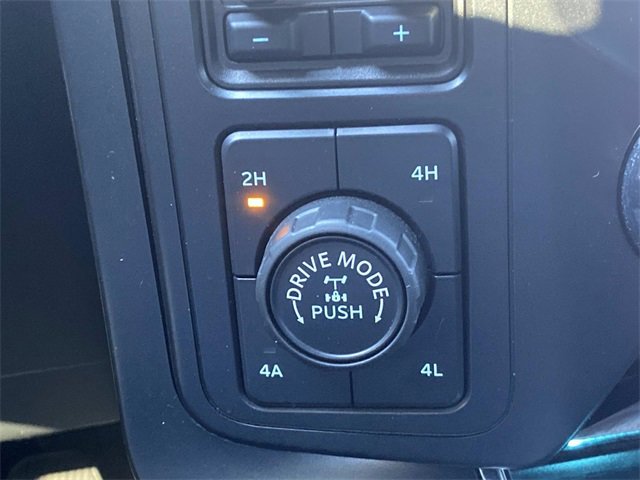 − +
2H 4H
DRIVE MODE
PUSH
4A 4L